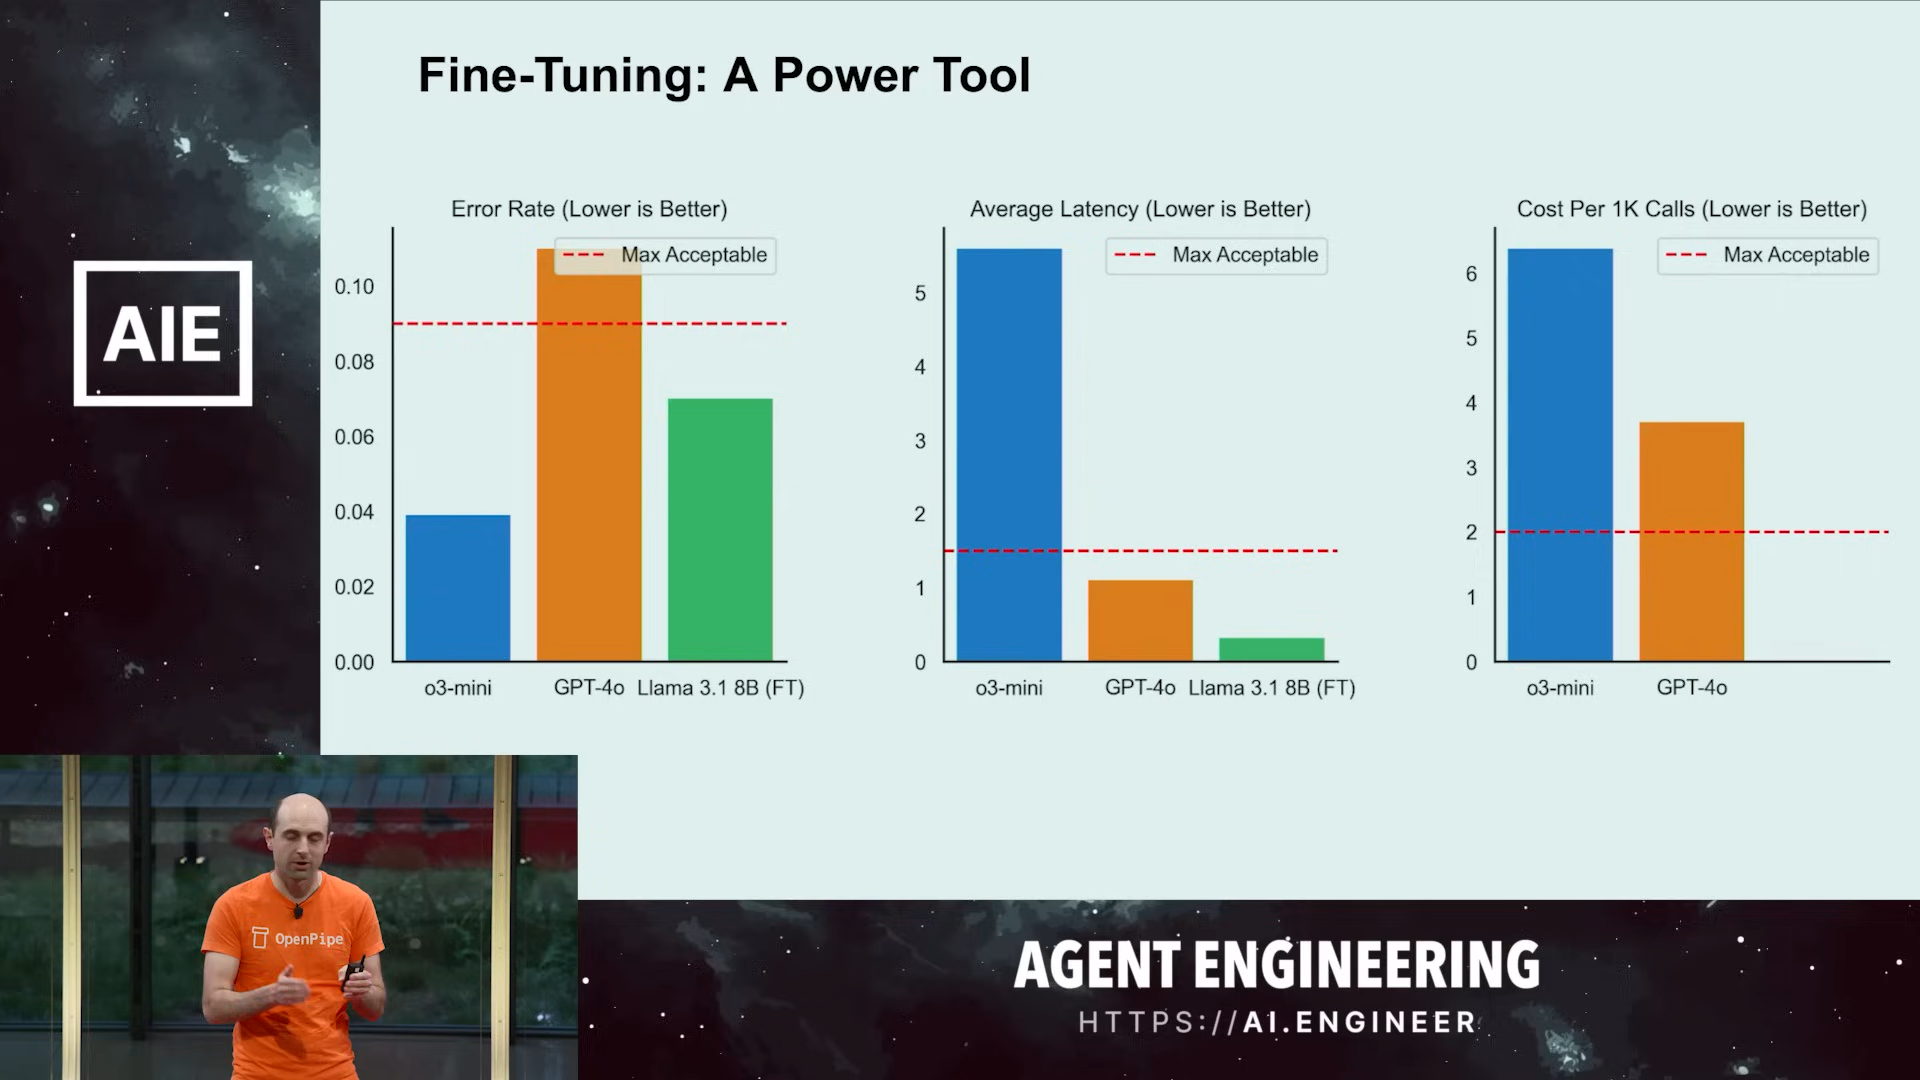 Fine-Tuning: A Power Tool
AIE
Error Rate (Lower is Better)
Max Acceptable
0.10
0.08
0.06
0.04
0.02
0.00
o3-mini GPT-4o Llama 3.1 8B (FT)
Average Latency (Lower is Better)
Max Acceptable
5
4
3
2
1
0
o3-mini GPT-4o Llama 3.1 8B (FT)
Cost Per 1K Calls (Lower is Better)
Max Acceptable
6
5
4
3
2
1
0
o3-mini GPT-4o
OpenPipe
AGENT ENGINEERING
HTTPS://AI.ENGINEER